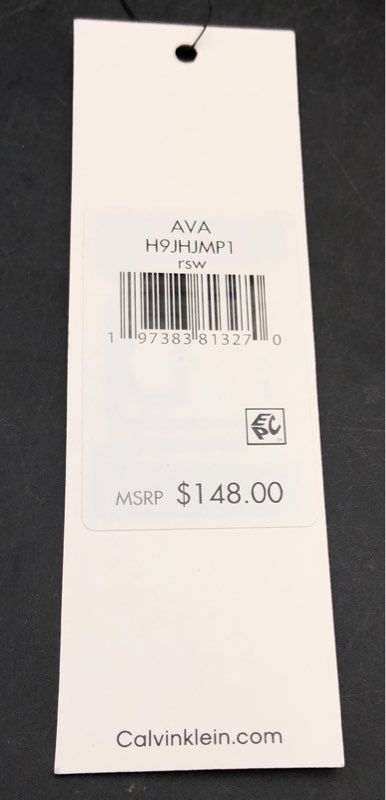 AVA
H9JHJMP1
rsw
1 97383 81327 0
EPC
MSRP $148.00
Calvinklein.com